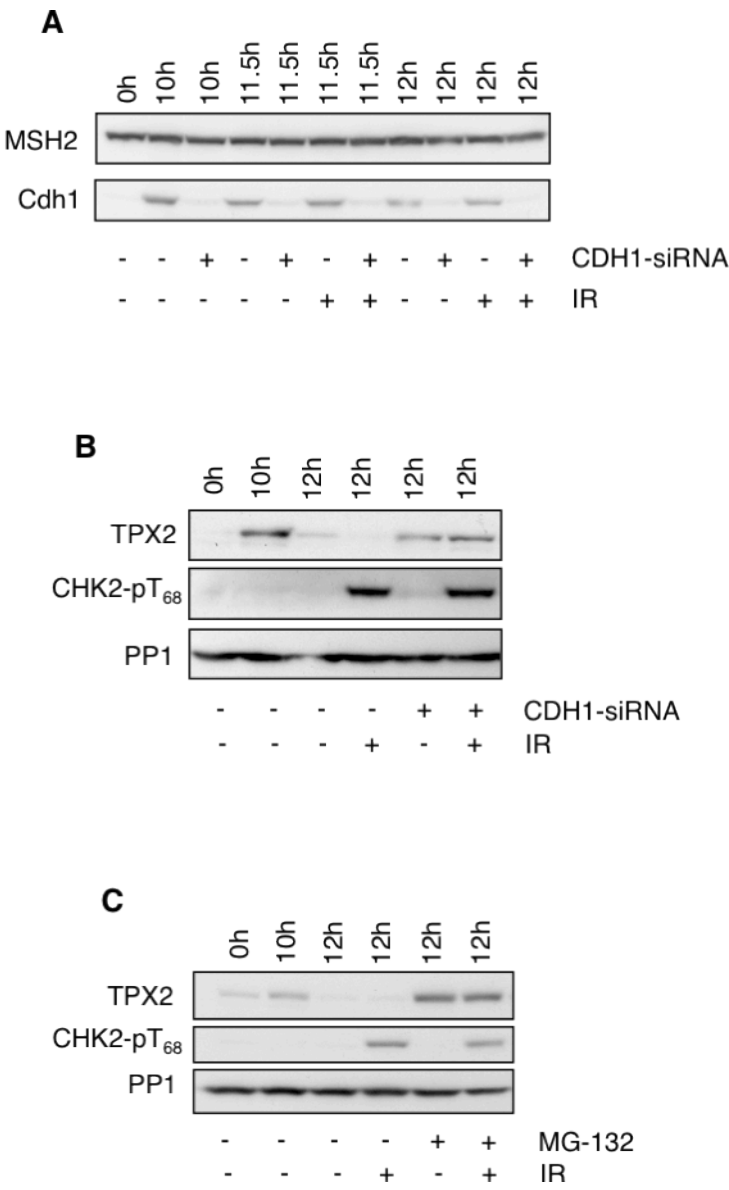 A
0h 10h 10h 11.5h 11.5h 11.5h 11.5h 12h 12h 12h 12h
MSH2
Cdh1
- - + - + - + - + - + CDH1-siRNA
- - - - - + + - - + + IR
B
0h 10h 12h 12h 12h 12h
TPX2
CHK2-pT68
PP1
- - - - + + CDH1-siRNA
- - - + - + IR
C
0h 10h 12h 12h 12h 12h
TPX2
CHK2-pT68
PP1
- - - - + + MG-132
- - - + - + IR